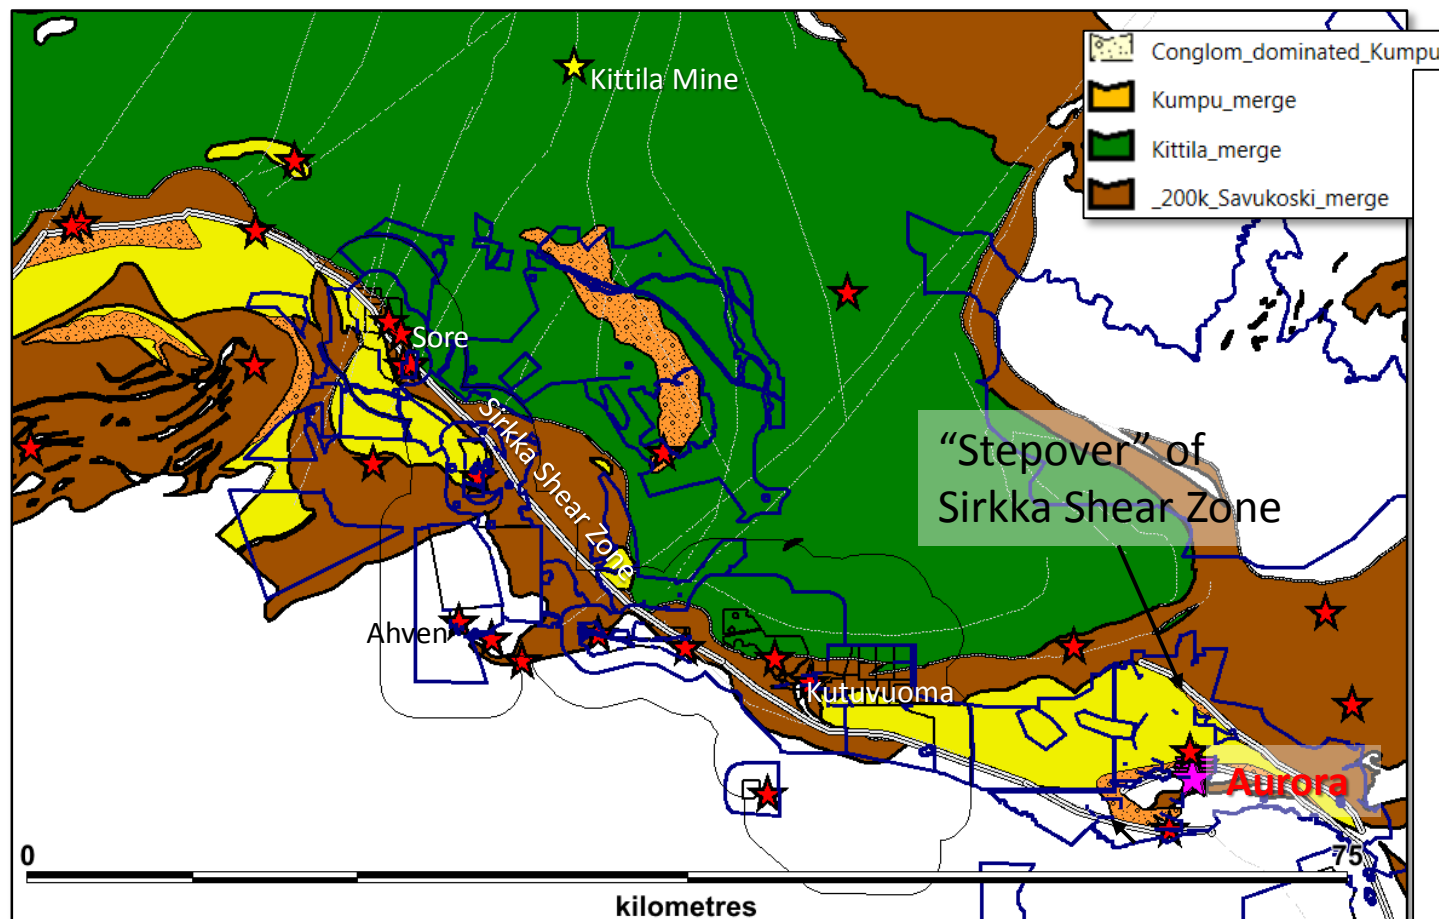 Conglom_dominated_Kumpu
Kumpu_merge
Kittila_merge
_200k_Savukoski_merge
Kittila Mine
Sore
Sirkka Shear Zone
“Stepover” of
Sirkka Shear Zone
Ahven
Kutuvuoma
Aurora
0
75
kilometres